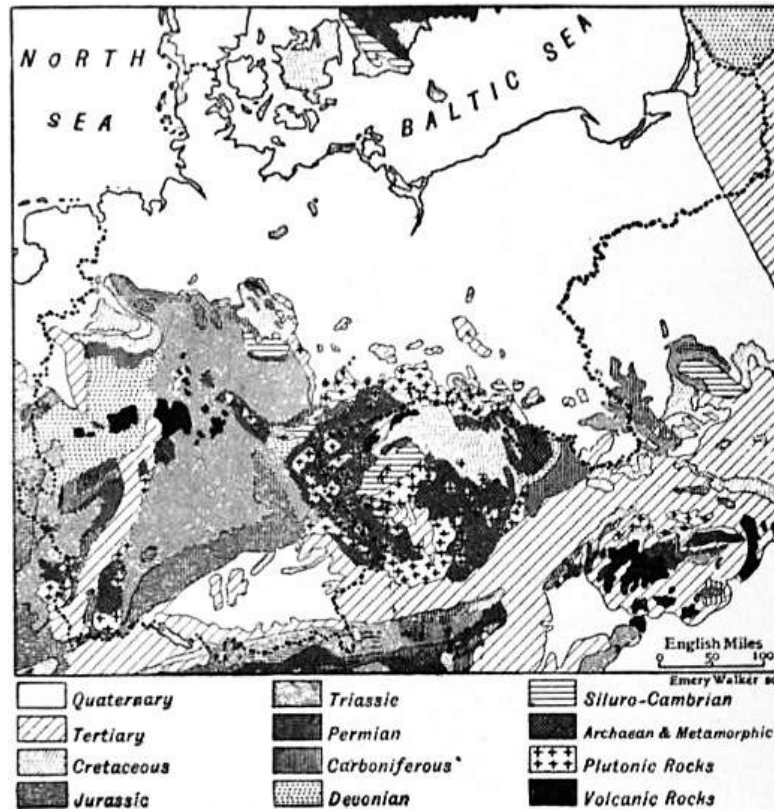 NORTH
SEA
BALTIC SEA
English Miles
0 50 100
Emery Walker sc
Quaternary
Tertiary
Cretaceous
Jurassic
Triassic
Permian
Carboniferous
Devonian
Siluro-Cambrian
Archaean & Metamorphic
Plutonic Rocks
Volcanic Rocks